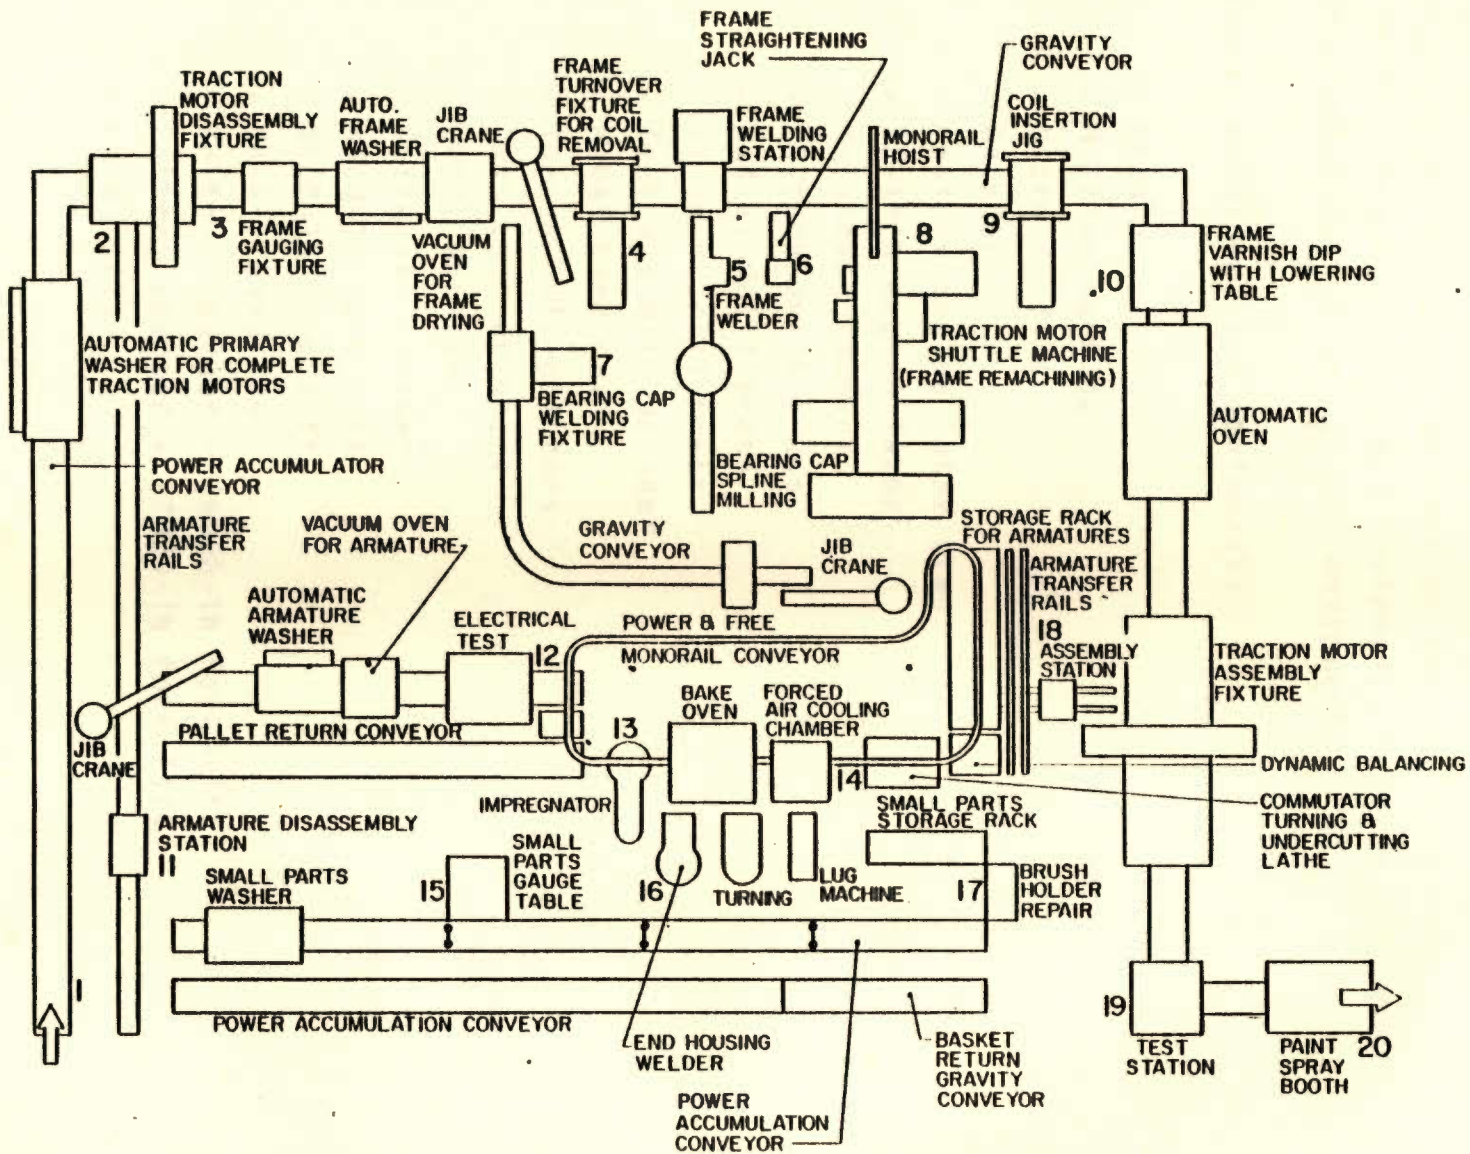 FRAME
STRAIGHTENING
JACK
GRAVITY
CONVEYOR
TRACTION
MOTOR
DISASSEMBLY
FIXTURE
AUTO.
FRAME
WASHER
JIB
CRANE
FRAME
TURNOVER
FIXTURE
FOR COIL
REMOVAL
FRAME
WELDING
STATION
MONORAIL
HOIST
COIL
INSERTION
JIG
2
3
FRAME
GAUGING
FIXTURE
VACUUM
OVEN
FOR
FRAME
DRYING
4
5
FRAME
WELDER
6
8
9
10
FRAME
VARNISH DIP
WITH LOWERING
TABLE
AUTOMATIC PRIMARY
WASHER FOR COMPLETE
TRACTION MOTORS
7
BEARING CAP
WELDING
FIXTURE
TRACTION MOTOR
SHUTTLE MACHINE
(FRAME REMACHINING)
AUTOMATIC
OVEN
POWER ACCUMULATOR
CONVEYOR
BEARING CAP
SPLINE
MILLING
ARMATURE
TRANSFER
RAILS
VACUUM OVEN
FOR ARMATURE
GRAVITY
CONVEYOR
JIB
CRANE
STORAGE RACK
FOR ARMATURES
ARMATURE
TRANSFER
RAILS
AUTOMATIC
ARMATURE
WASHER
ELECTRICAL
TEST
12
POWER & FREE
MONORAIL CONVEYOR
18
ASSEMBLY
STATION
TRACTION MOTOR
ASSEMBLY
FIXTURE
JIB
CRANE
PALLET RETURN CONVEYOR
13
IMPREGNATOR
BAKE
OVEN
FORCED
AIR COOLING
CHAMBER
14
DYNAMIC BALANCING
COMMUTATOR
TURNING &
UNDERCUTTING
LATHE
ARMATURE DISASSEMBLY
STATION
11
SMALL PARTS
WASHER
15
SMALL
PARTS
GAUGE
TABLE
16
TURNING
LUG
MACHINE
SMALL PARTS
STORAGE RACK
17
BRUSH
HOLDER
REPAIR
1
POWER ACCUMULATION CONVEYOR
END HOUSING
WELDER
POWER
ACCUMULATION
CONVEYOR
BASKET
RETURN
GRAVITY
CONVEYOR
19
TEST
STATION
PAINT
SPRAY
BOOTH
20